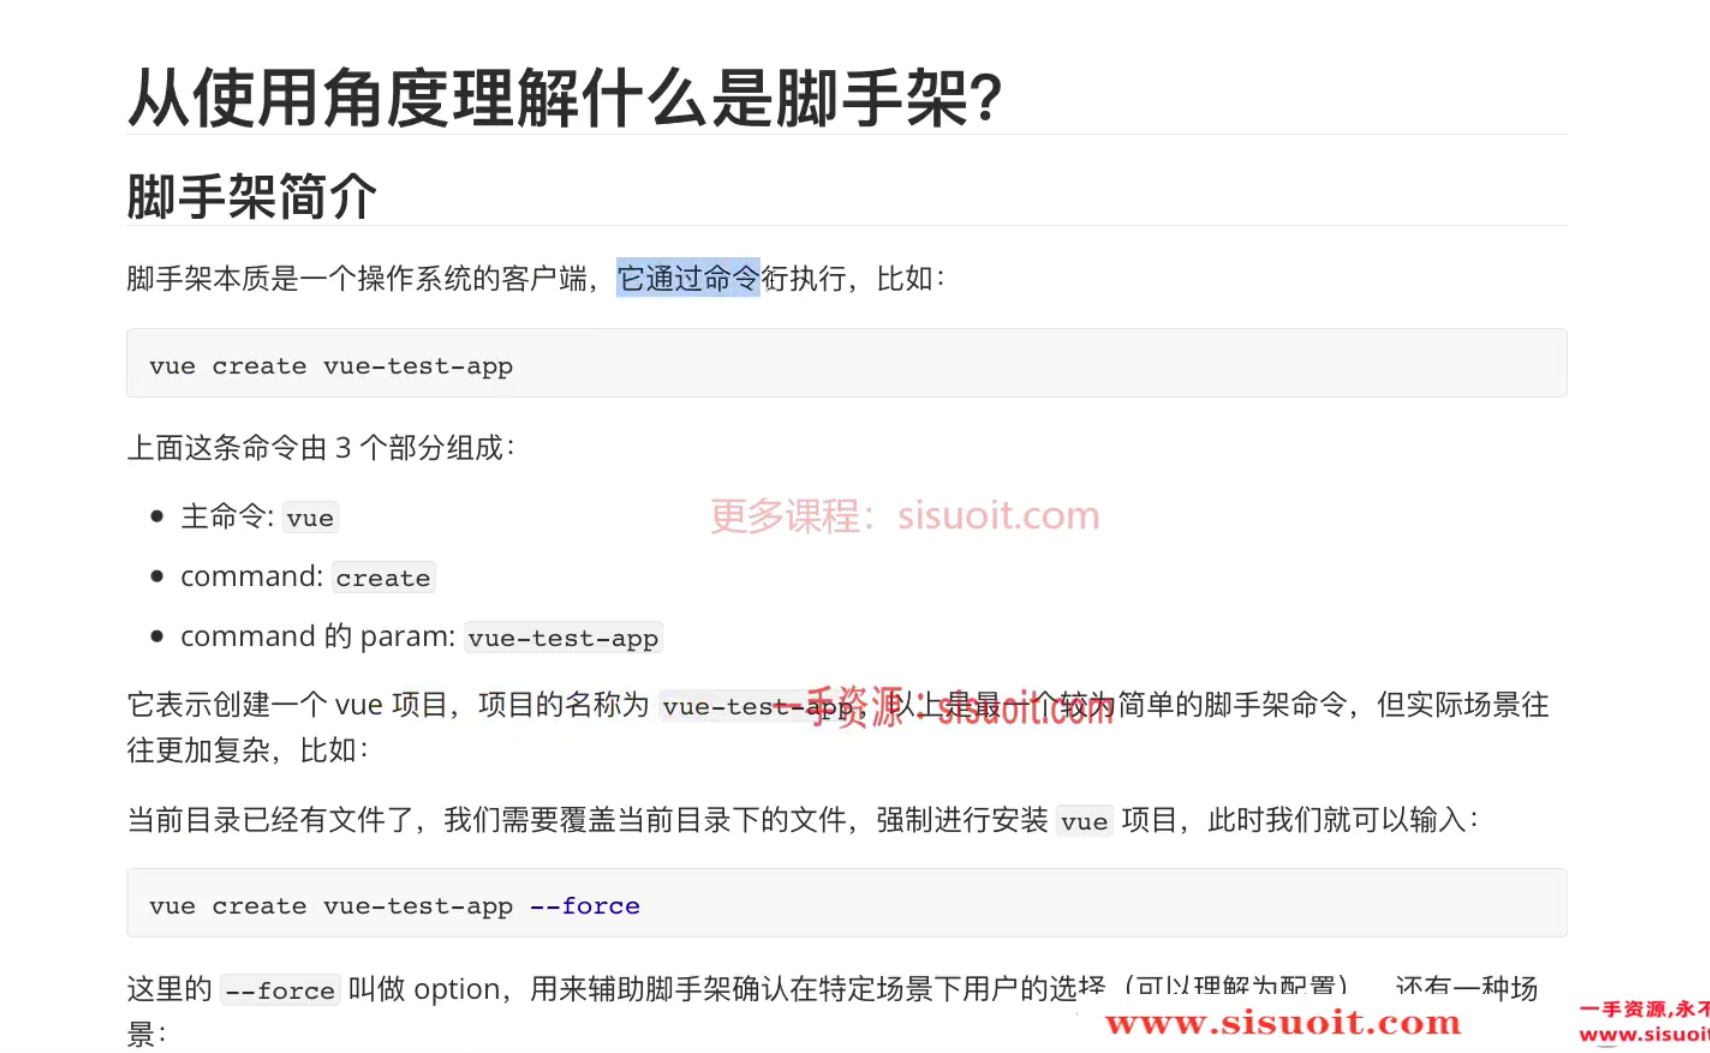 从使用角度理解什么是脚手架？
脚手架简介
脚手架本质是一个操作系统的客户端，它通过命令行执行，比如：
vue create vue-test-app
上面这条命令由 3 个部分组成：
主命令: vue
更多课程：sisuoit.com
command: create
command 的 param: vue-test-app
它表示创建一个 vue 项目，项目的名称为 vue-test-app，以上是最一个较为简单的脚手架命令，但实际场景往
一手资源：sisuoit.com
往更加复杂，比如：
当前目录已经有文件了，我们需要覆盖当前目录下的文件，强制进行安装 vue 项目，此时我们就可以输入：
vue create vue-test-app --force
这里的 --force 叫做 option，用来辅助脚手架确认在特定场景下用户的选择（可以理解为配置） 还有一种场
景：
www.sisuoit.com
一手资源,永不
www.sisuoit